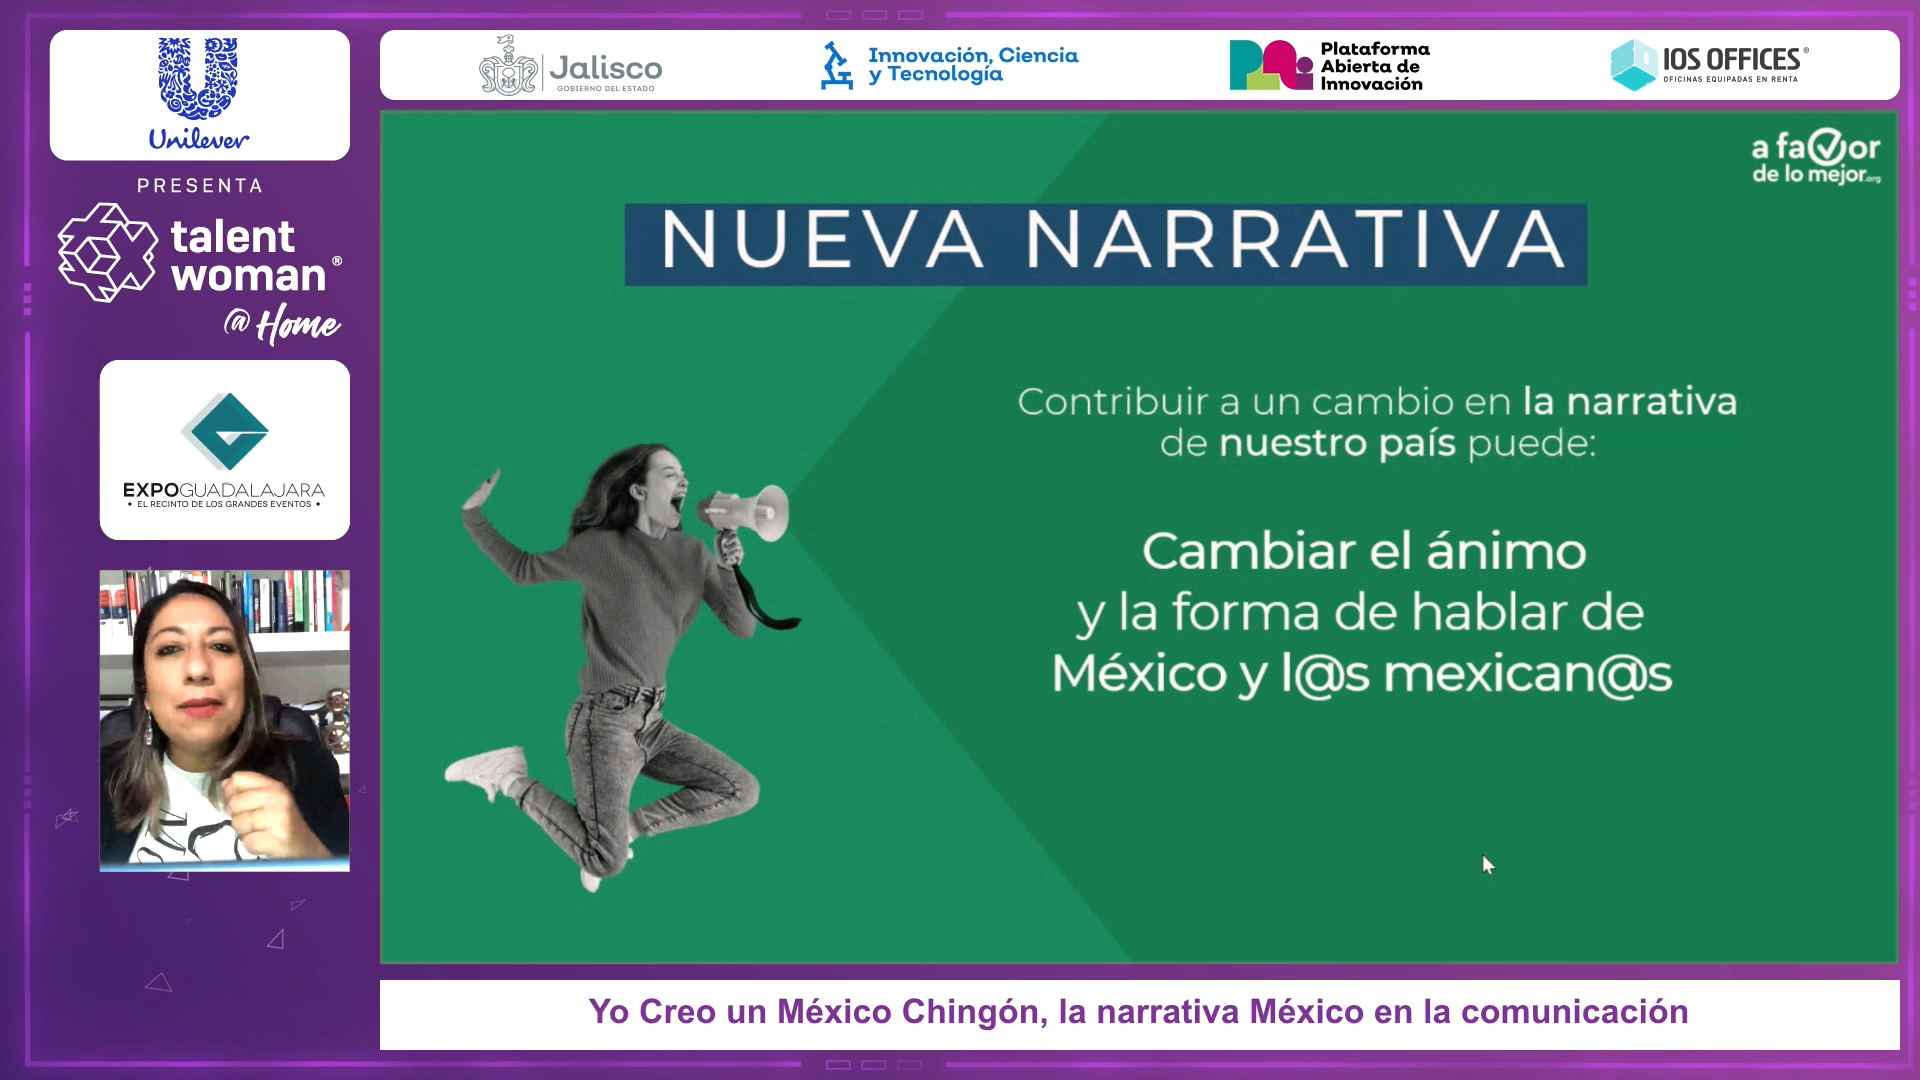 Unilever
PRESENTA
talent
woman®
@Home
EXPOGUADALAJARA
• EL RECINTO DE LOS GRANDES EVENTOS •
Jalisco
GOBIERNO DEL ESTADO
Innovación, Ciencia
y Tecnología
Plataforma
Abierta de
Innovación
IOS OFFICES®
OFICINAS EQUIPADAS EN RENTA
a favor
de lo mejor.org
NUEVA NARRATIVA
Contribuir a un cambio en la narrativa
de nuestro país puede:
Cambiar el ánimo
y la forma de hablar de
México y l@s mexican@s
Yo Creo un México Chingón, la narrativa México en la comunicación